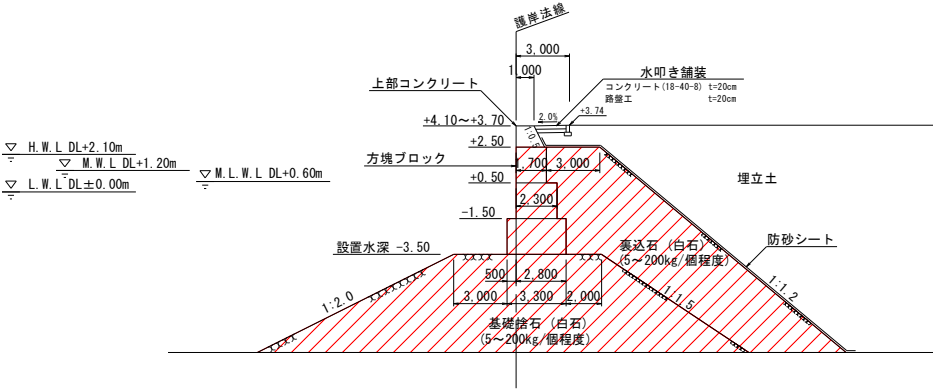 護岸法線
3,000
1,000
水叩き舗装
上部コンクリート
コンクリート(18-40-8) t=20cm
路盤工 t=20cm
2.0%
+3.74
+4.10～+3.70
1:0.5
+2.50
H.W.L DL+2.10m
方塊ブロック
M.W.L DL+1.20m
1,700
3,000
M.L.W.L DL+0.60m
+0.50
埋立土
L.W.L DL±0.00m
2,300
-1.50
設置水深 -3.50
裏込石 (白石)
(5～200kg/個程度)
防砂シート
500
2,800
1:2.0
3,000
3,300
2,000
1:1.5
1:1.2
基礎捨石 (白石)
(5～200kg/個程度)